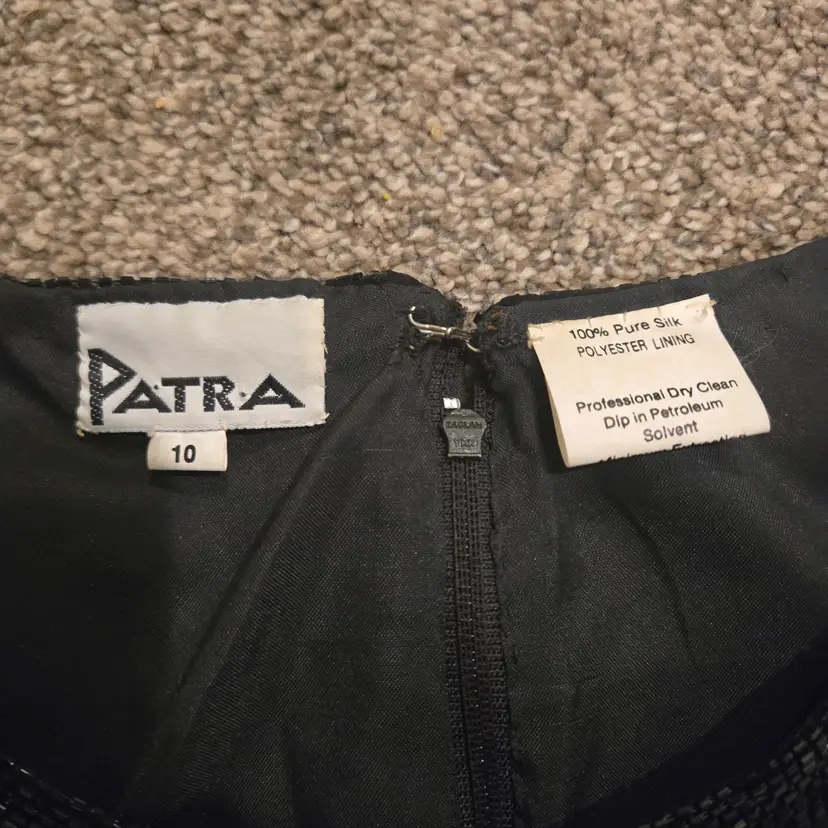 PATRA
10
100% Pure Silk
POLYESTER LINING
Professional Dry Clean
Dip in Petroleum
Solvent